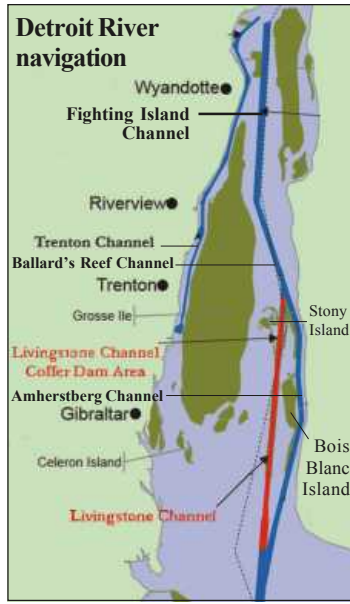 Detroit River
navigation
Wyandotte
Fighting Island
Channel
Riverview
Trenton Channel
Ballard's Reef Channel
Trenton
Stony
Island
Grosse Ile
Livingstone Channel
Coffer Dam Area
Amherstberg Channel
Gibraltar
Bois
Blanc
Island
Celeron Island
Livingstone Channel